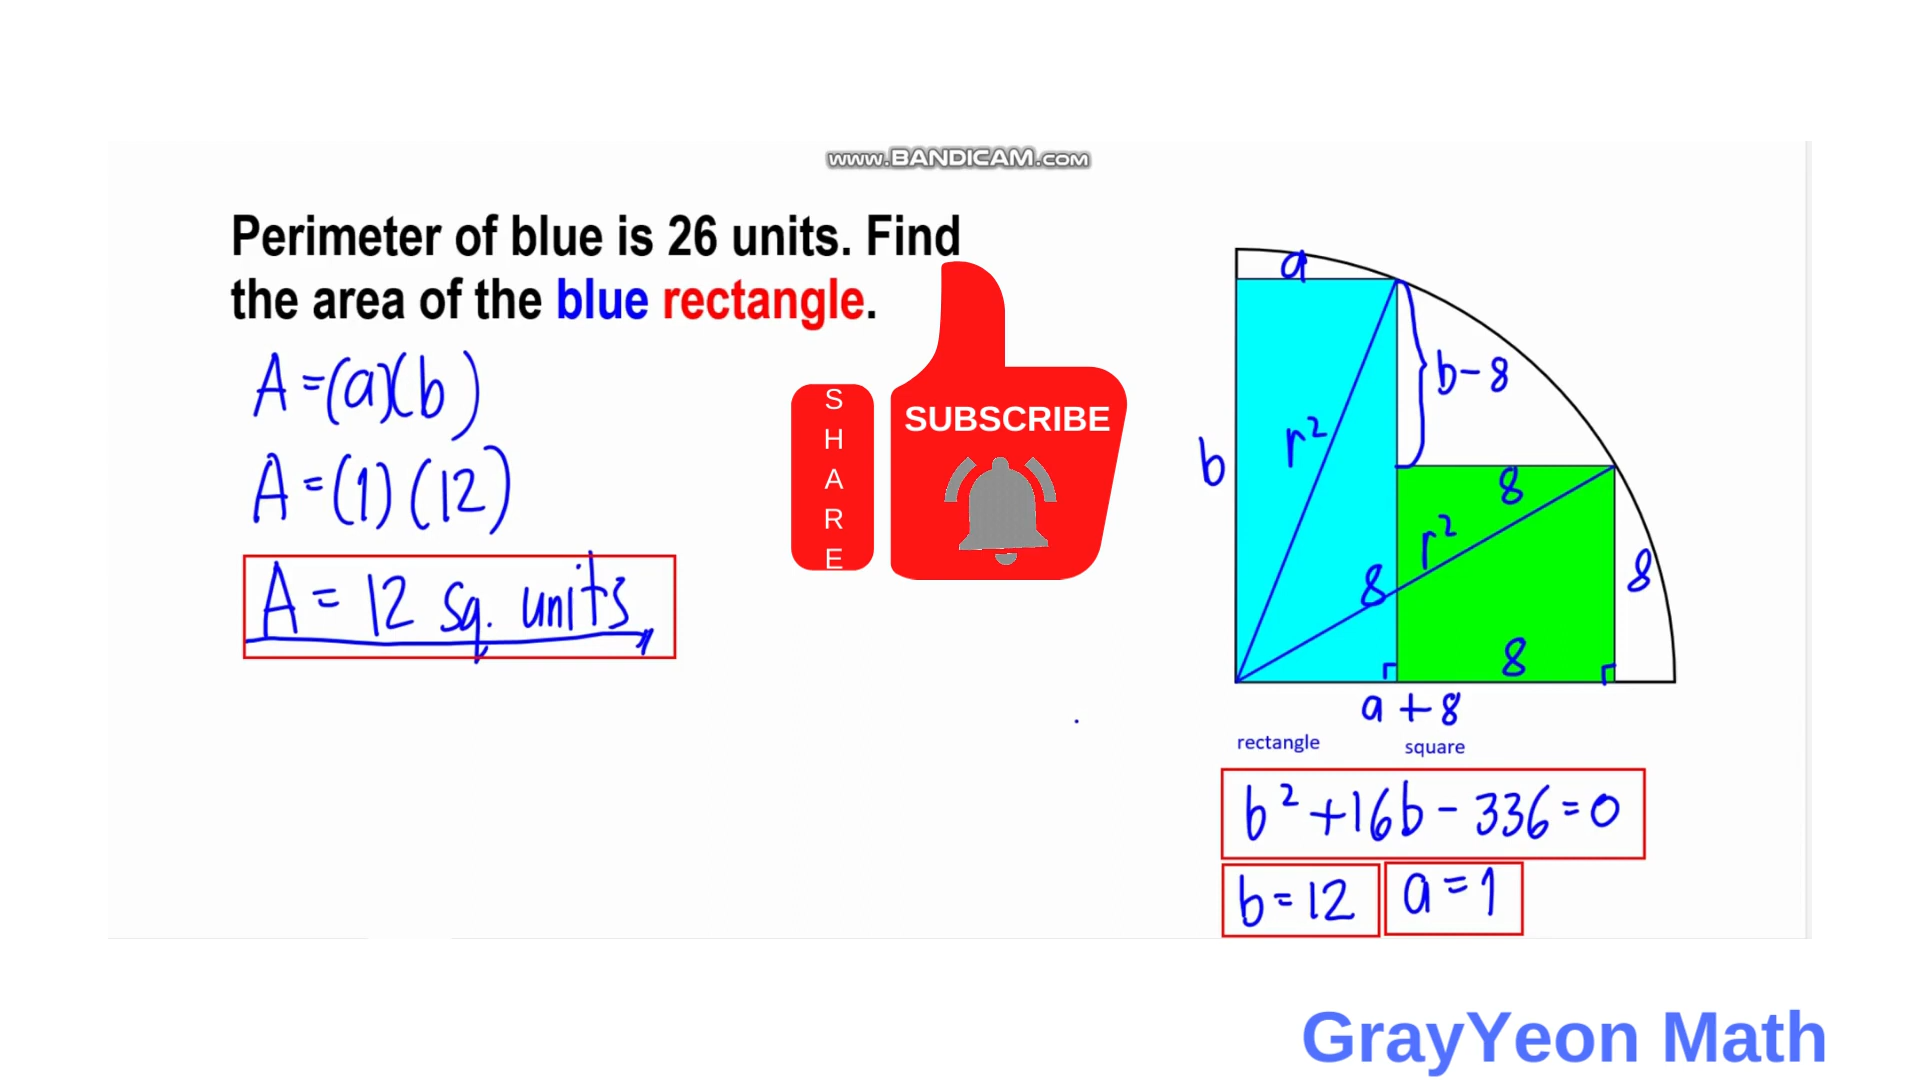 www.BANDICAM.com
Perimeter of blue is 26 units. Find
the area of the blue rectangle.
A = (a)(b)
A = (1) (12)
A = 12 sq. units
S
H
A
R
E
SUBSCRIBE
a
b-8
r²
b
8
r²
8
8
8
a + 8
rectangle
square
b² +16b - 336 = 0
b = 12
a = 1
GrayYeon Math